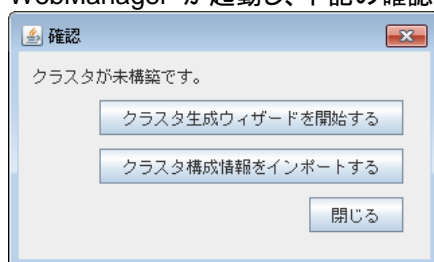 WebManager が起動し、下記の確認
確認
クラスタが未構築です。
クラスタ生成ウィザードを開始する
クラスタ構成情報をインポートする
閉じる